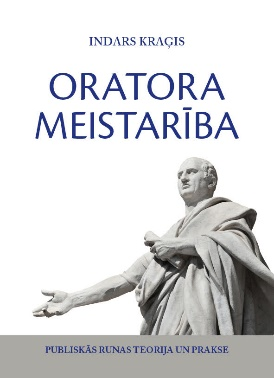 INDARS KRAĢIS
ORATORA
MEISTARĪBA
PUBLISKĀS RUNAS TEORIJA UN PRAKSE